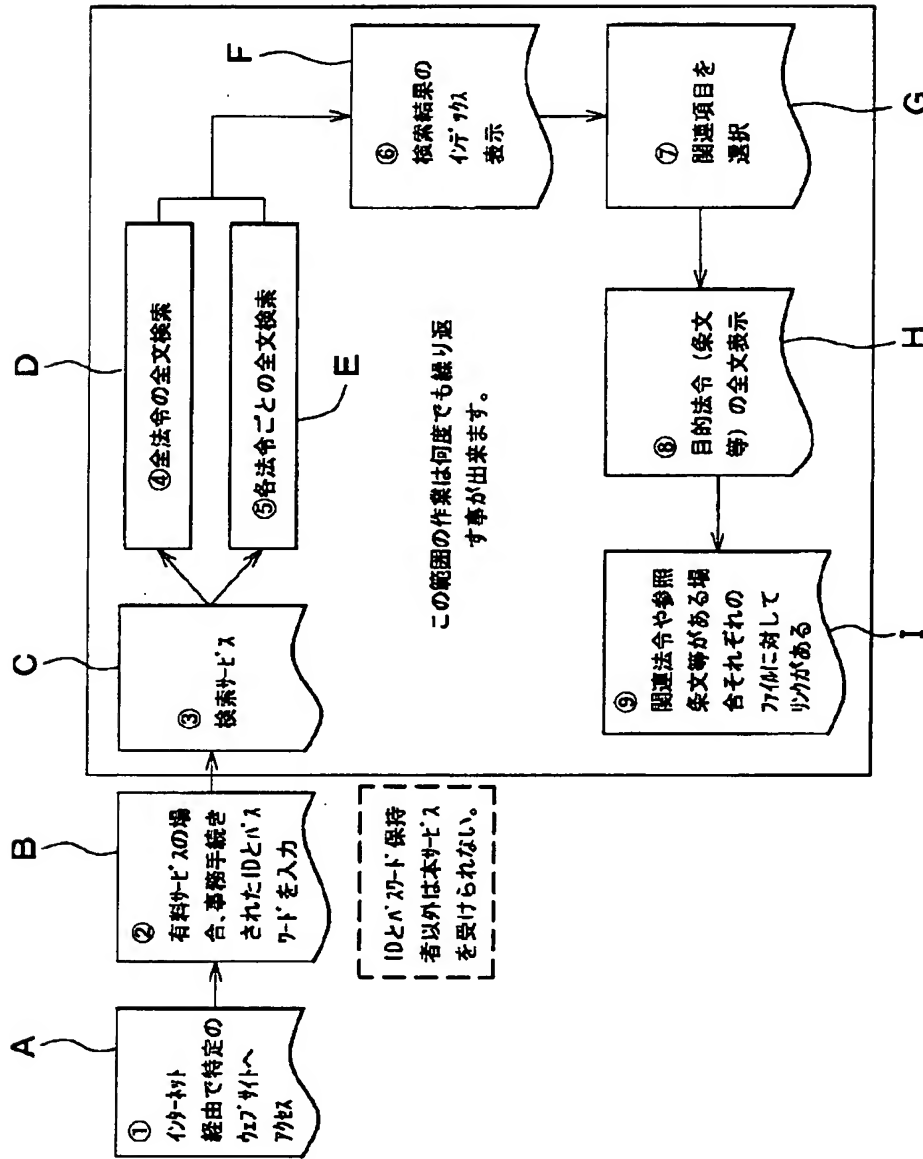 A
①
インターネット
経由で特定の
ウェブサイトへ
アクセス
B
②
有料サービスの場
合、事務手続き
されたIDとパス
ワードを入力
IDとパスワード保持
者以外は本サービス
を受けられない。
C
③
検索サービス
D
④全法令の全文検索
E
⑤各法令ごとの全文検索
この範囲の作業は何度でも繰り返
す事が出来ます。
F
⑥
検索結果の
インデックス
表示
G
⑦
関連項目を
選択
H
⑧
目的法令（条文
等）の全文表示
I
⑨
関連法令や参照
条文等がある場
合それぞれの
ファイルに対して
リンクがある